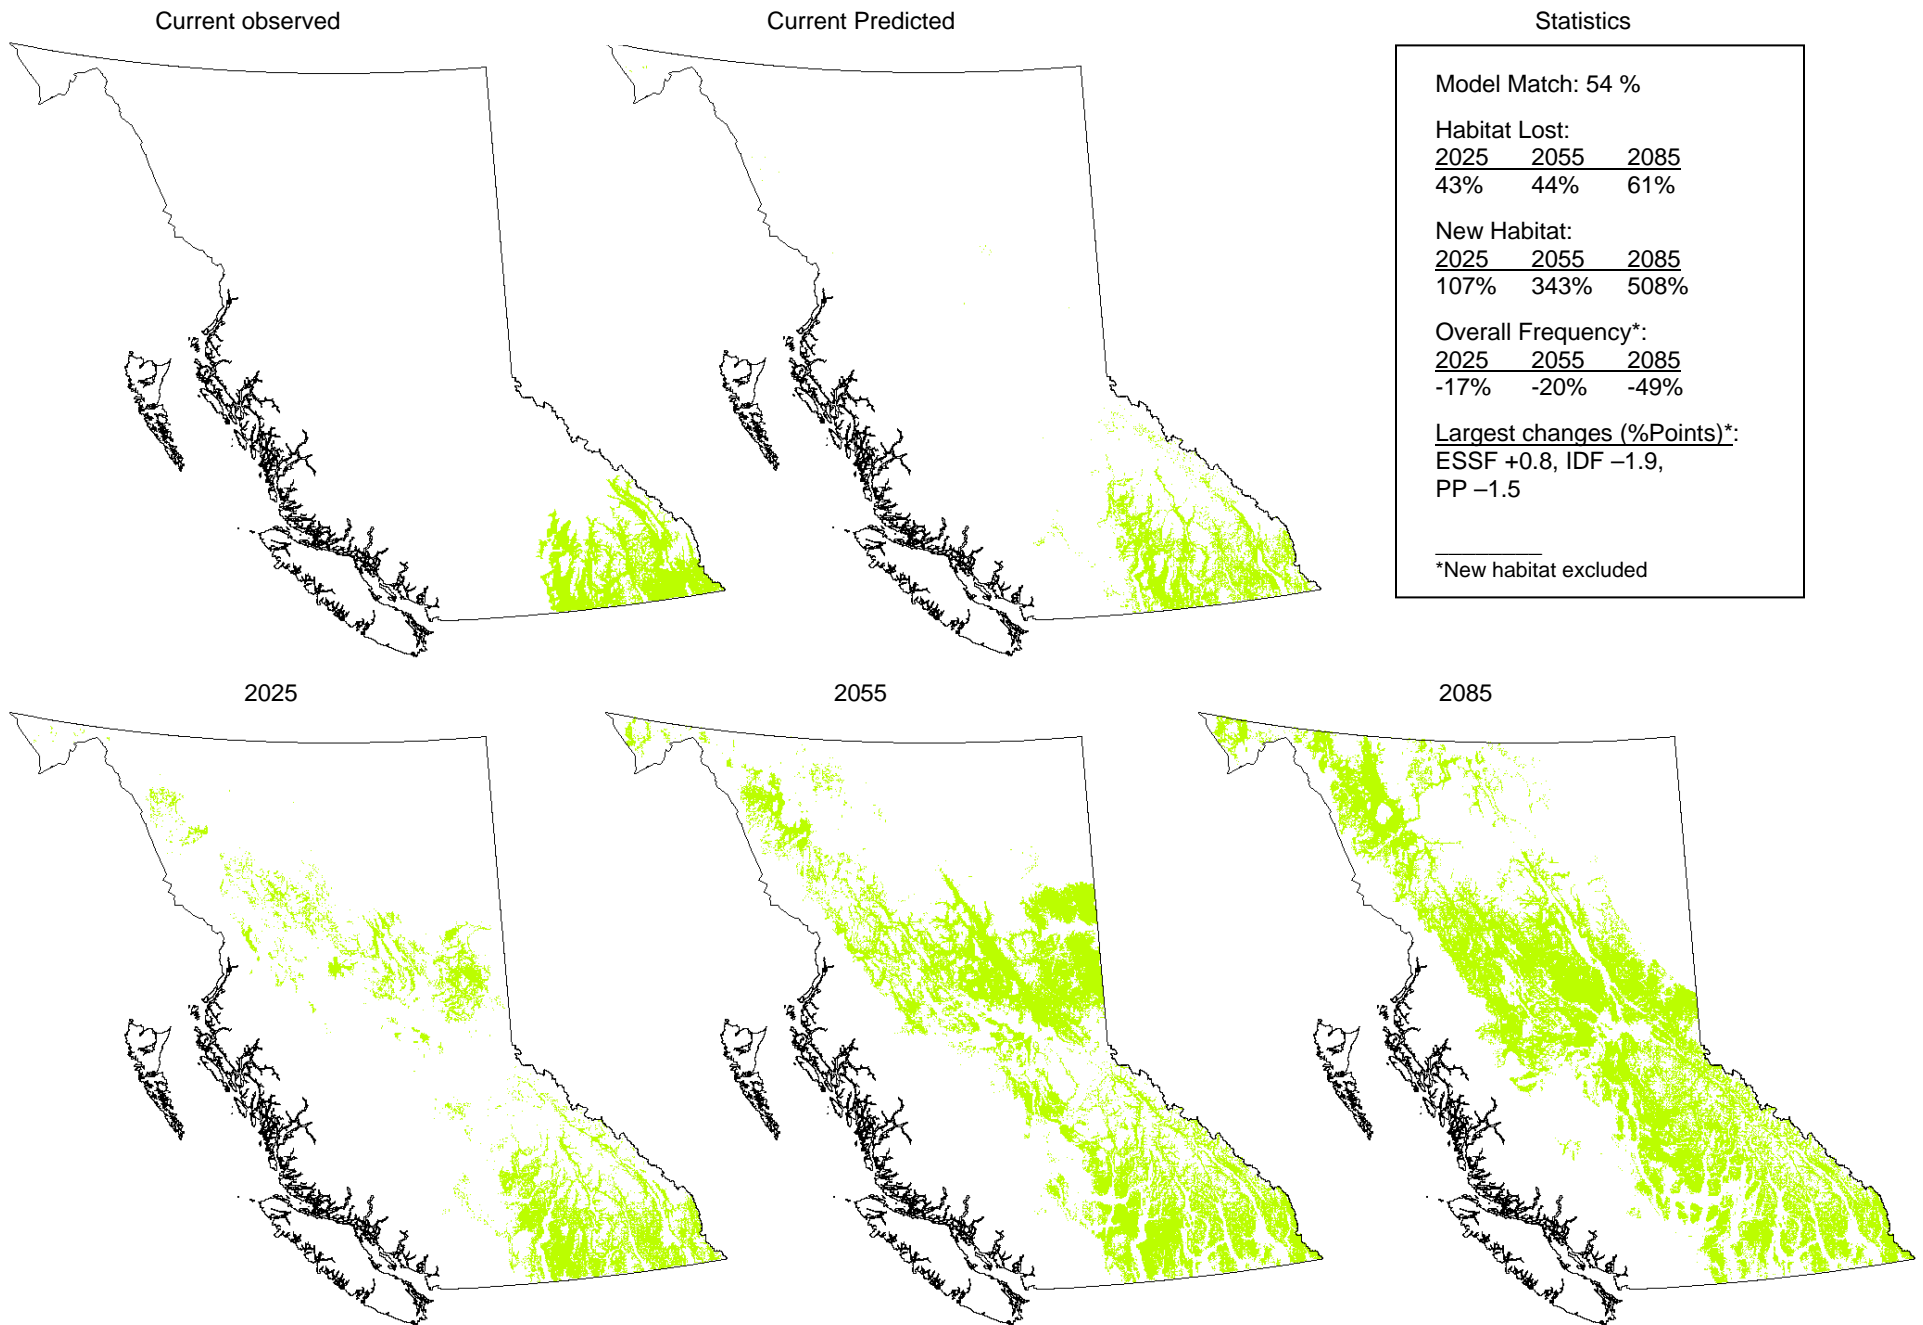 Current observed
Current Predicted
Statistics
Model Match: 54 %
Habitat Lost:
2025 2055 2085
43% 44% 61%
New Habitat:
2025 2055 2085
107% 343% 508%
Overall Frequency*:
2025 2055 2085
-17% -20% -49%
Largest changes (%Points)*:
ESSF +0.8, IDF –1.9,
PP –1.5
*New habitat excluded
2025
2055
2085